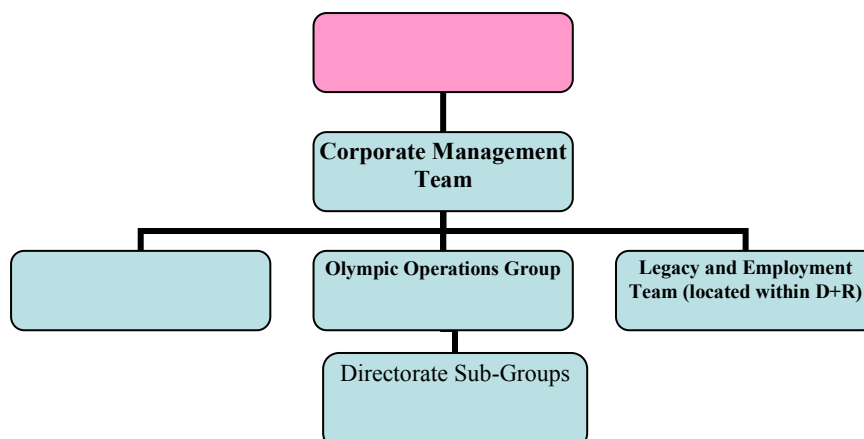 Corporate Management
Team
Olympic Operations Group
Legacy and Employment
Team (located within D+R)
Directorate Sub-Groups